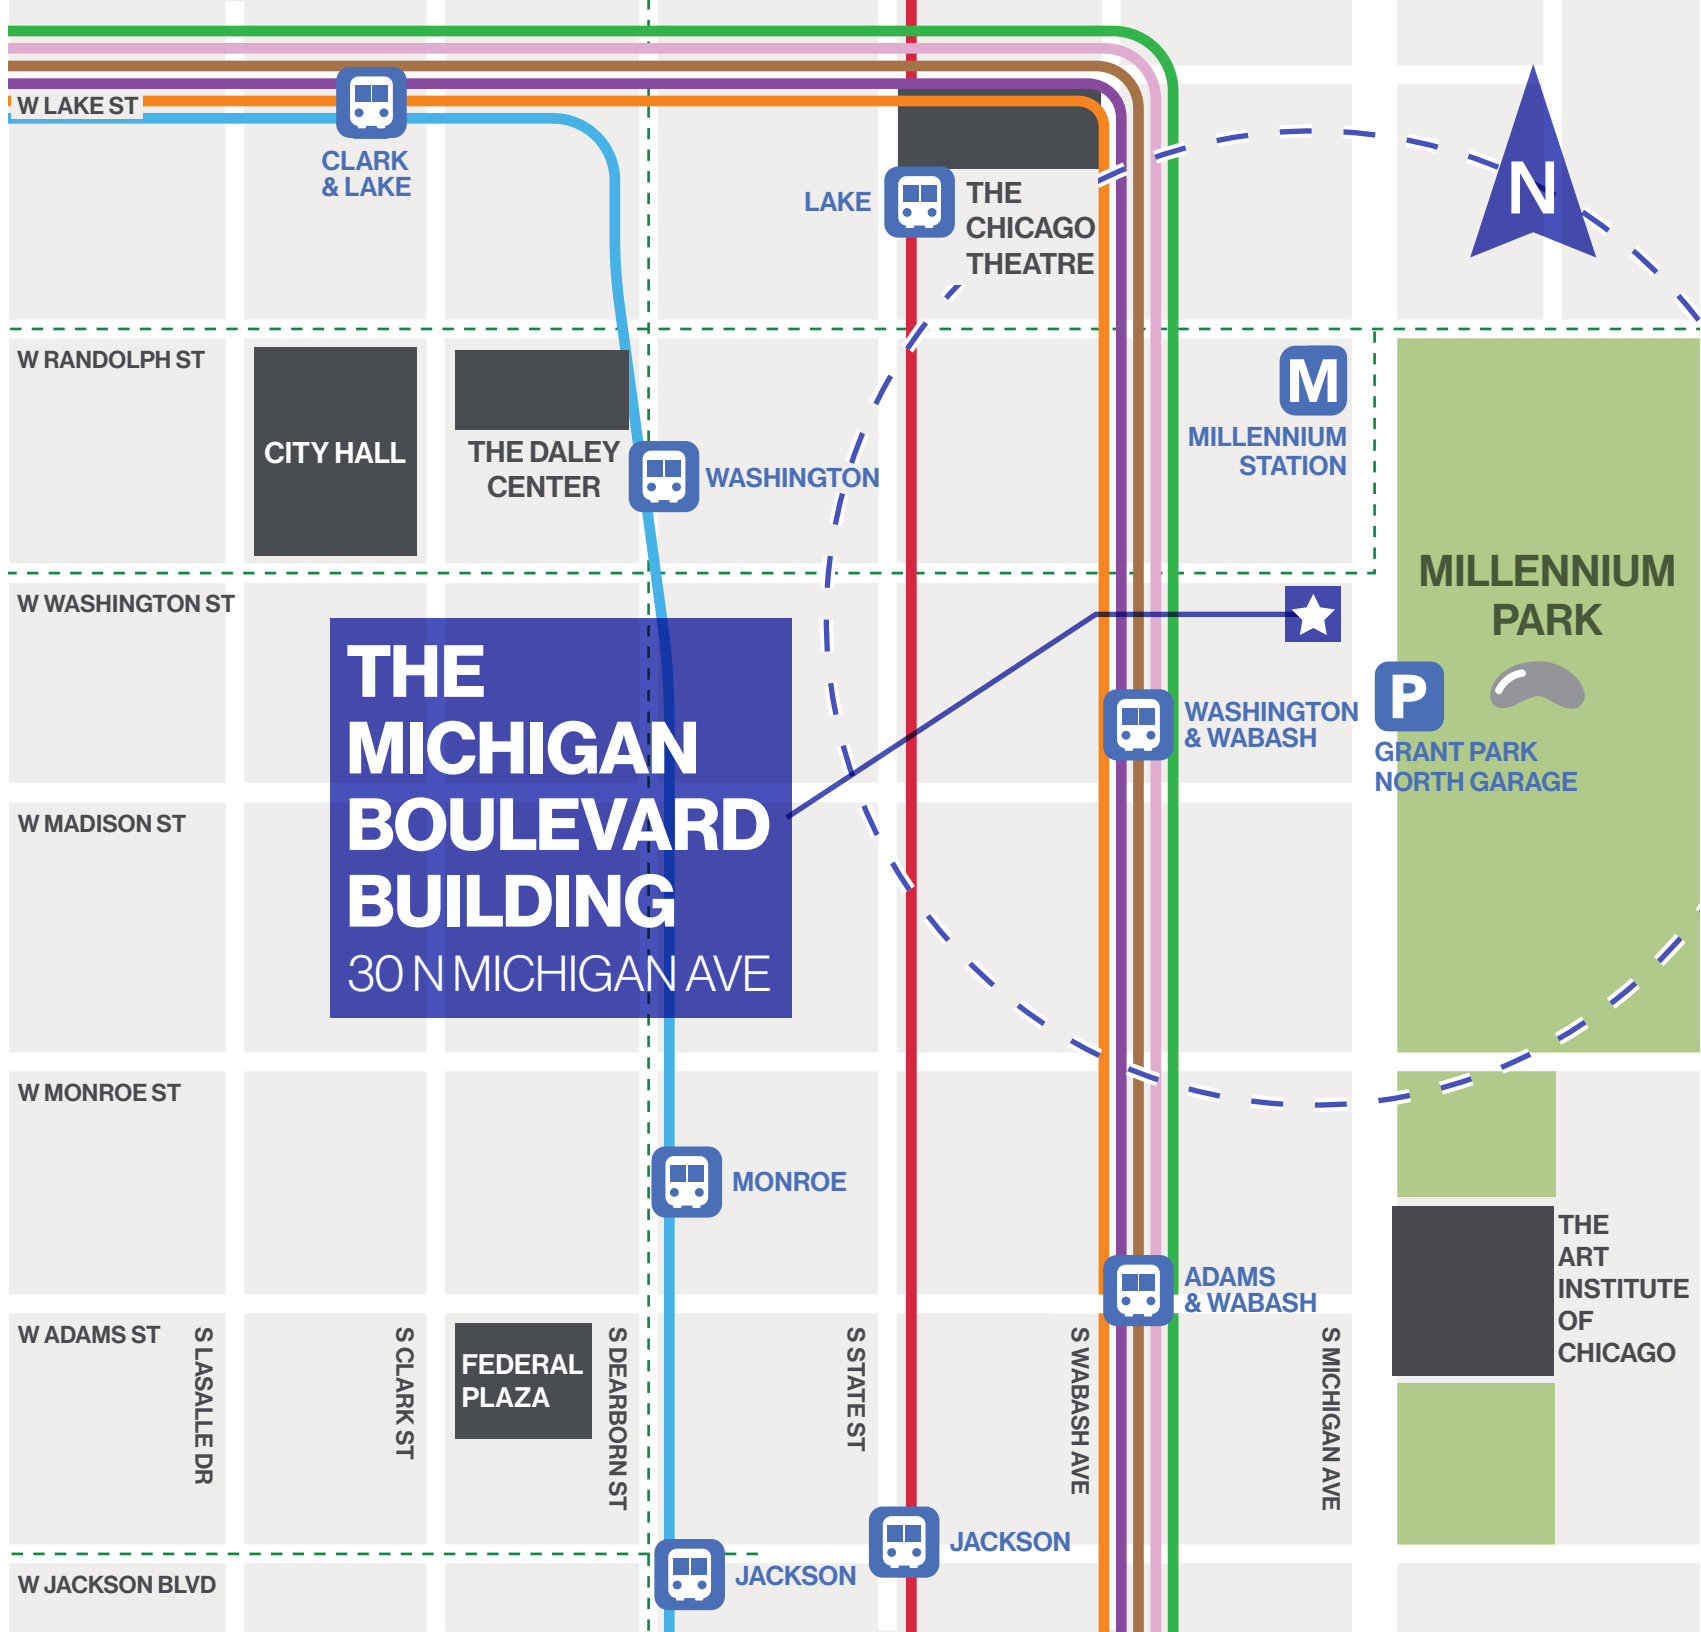 W LAKE ST
CLARK
& LAKE
LAKE
THE
CHICAGO
THEATRE
N
W RANDOLPH ST
CITY HALL
THE DALEY
CENTER
WASHINGTON
M
MILLENNIUM
STATION
MILLENNIUM
PARK
W WASHINGTON ST
THE
MICHIGAN
BOULEVARD
BUILDING
30 N MICHIGAN AVE
WASHINGTON
& WABASH
P
GRANT PARK
NORTH GARAGE
W MADISON ST
W MONROE ST
MONROE
ADAMS
& WABASH
THE
ART
INSTITUTE
OF
CHICAGO
W ADAMS ST
S LASALLE DR
S CLARK ST
FEDERAL
PLAZA
S DEARBORN ST
S STATE ST
S WABASH AVE
S MICHIGAN AVE
JACKSON
JACKSON
W JACKSON BLVD